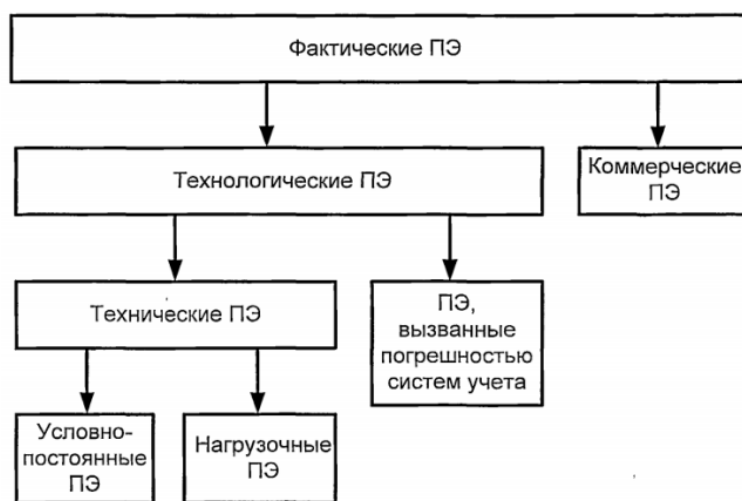 Фактические ПЭ
Технологические ПЭ
Коммерческие
ПЭ
Технические ПЭ
ПЭ,
вызванные
погрешностью
систем учета
Условно-
постоянные
ПЭ
Нагрузочные
ПЭ